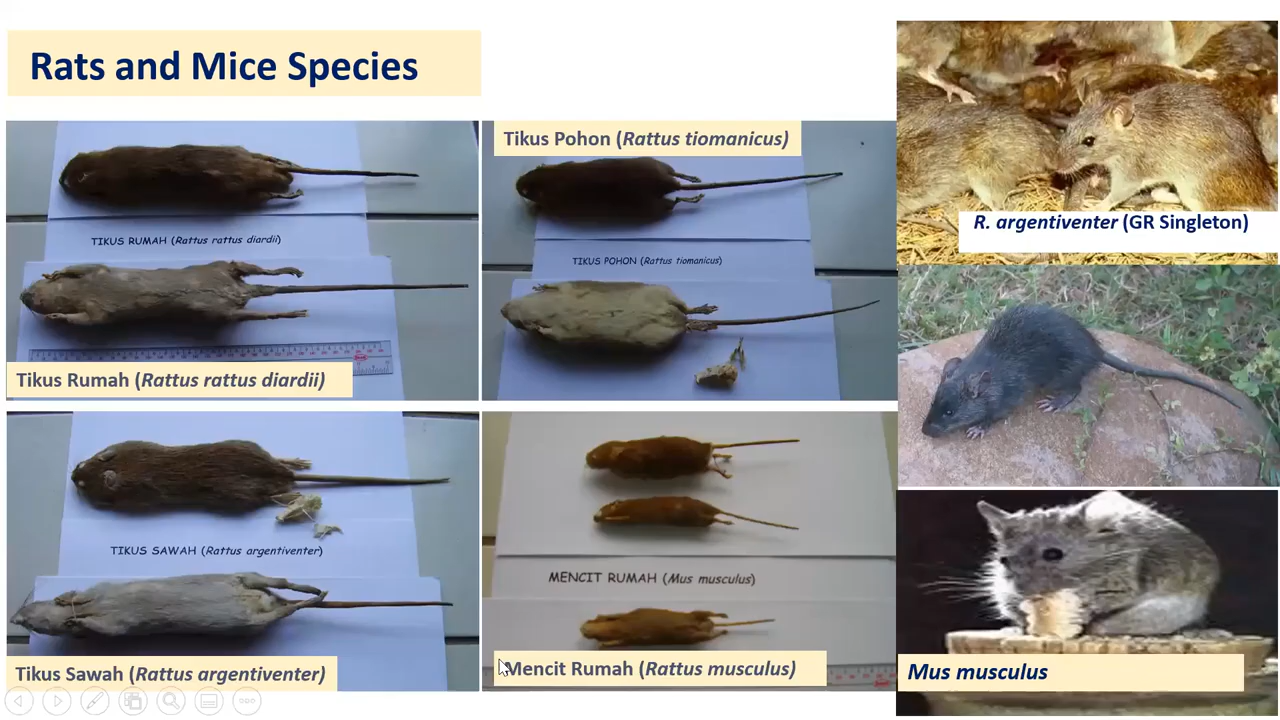 Rats and Mice Species
TIKUS RUMAH (Rattus rattus diardii)
Tikus Rumah (Rattus rattus diardii)
Tikus Pohon (Rattus tiomanicus)
TIKUS POHON (Rattus tiomanicus)
R. argentiventer (GR Singleton)
TIKUS SAWAH (Rattus argentiventer)
Tikus Sawah (Rattus argentiventer)
MENCIT RUMAH (Mus musculus)
Mencit Rumah (Rattus musculus)
Mus musculus